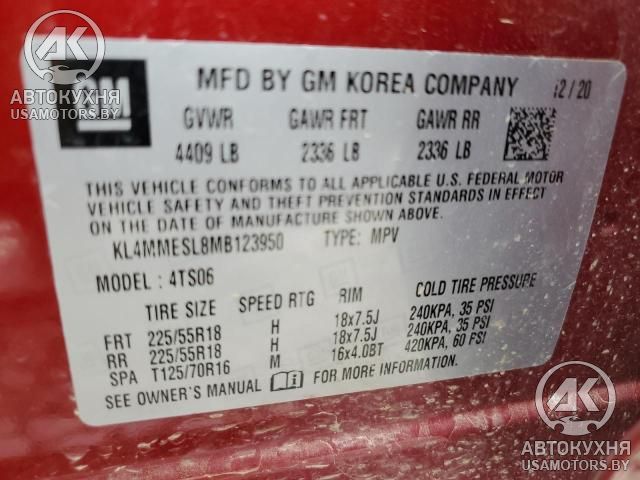 AK
АВТОКУХНЯ
USAMOTORS.BY
GM
MFD BY GM KOREA COMPANY 12/20
GVWR GAWR FRT GAWR RR
4409 LB 2336 LB 2336 LB
THIS VEHICLE CONFORMS TO ALL APPLICABLE U.S. FEDERAL MOTOR
VEHICLE SAFETY AND THEFT PREVENTION STANDARDS IN EFFECT
ON THE DATE OF MANUFACTURE SHOWN ABOVE.
KL4MMESL8MB123950 TYPE: MPV
MODEL: 4TS06
TIRE SIZE SPEED RTG RIM COLD TIRE PRESSURE
FRT 225/55R18 H 18x7.5J 240KPA, 35 PSI
RR 225/55R18 H 18x7.5J 240KPA, 35 PSI
SPA T125/70R16 M 16x4.0BT 420KPA, 60 PSI
SEE OWNER'S MANUAL FOR MORE INFORMATION.
AK
АВТОКУХНЯ
USAMOTORS.BY